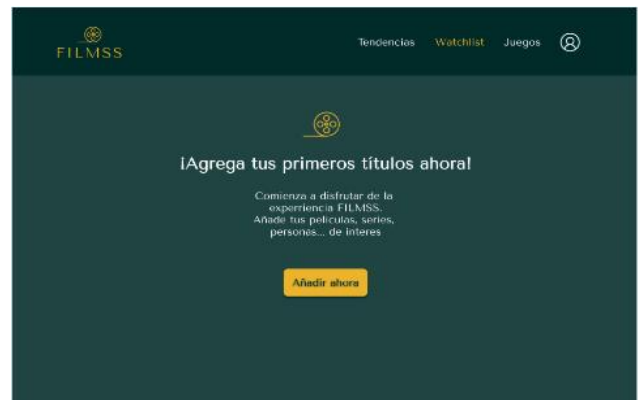 FILMSS
Tendencias Watchlist Juegos
¡Agrega tus primeros títulos ahora!
Comienza a disfrutar de la
experriencia FILMSS.
Añade tus películas, series,
personas... de interes
Añadir ahora